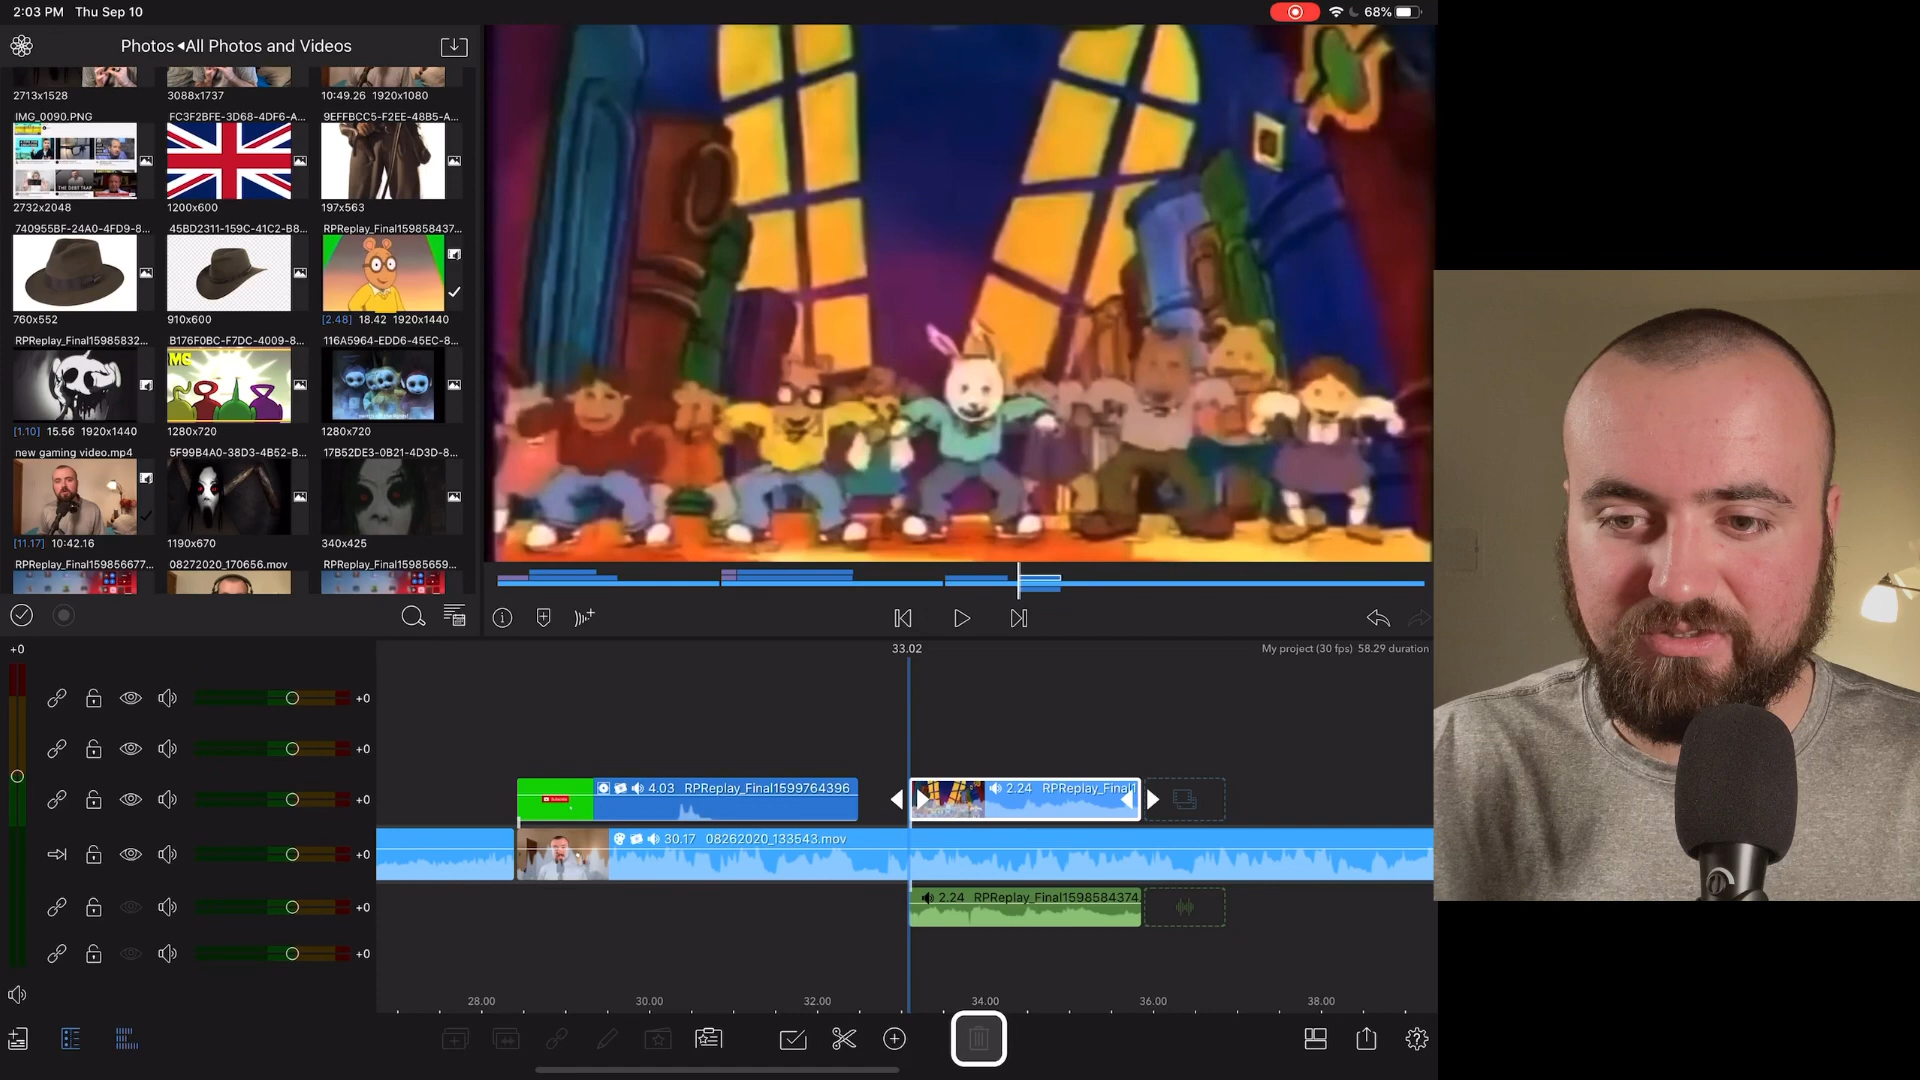 2:03 PM Thu Sep 10
68%
Photos All Photos and Videos
2713x1528
3088x1737
10:49.26 1920x1080
IMG_0090.PNG
FC3F2BFE-3D68-4DF6-A...
9EFFBCC5-F2EE-48B5-A...
THE DEBT TRAP
2732x2048
1200x600
197x563
740955BF-24A0-4FD9-8...
45BD2311-159C-41C2-B8...
RPReplay_Final159858437...
760x552
910x600
[2.48] 18.42 1920x1440
RPReplay_Final15985832...
B176F0BC-F7DC-4009-8...
116A5964-EDD6-45EC-8...
[1.10] 15.56 1920x1440
1280x720
1280x720
new gaming video.mp4
5F99B4A0-38D3-4B52-B...
17B52DE3-0B21-4D3D-8...
[11.17] 10:42.16
1190x670
340x425
RPReplay_Final159856677...
08272020_170656.mov
RPReplay_Final15985659...
+0
33.02
My project (30 fps) 58.29 duration
+0
+0
4.03 RPReplay_Final1599764396
2.24 RPReplay_Final1
+0
30.17 08262020_133543.mov
+0
2.24 RPReplay_Final1598584374.
+0
+0
28.00
30.00
32.00
34.00
36.00
38.00